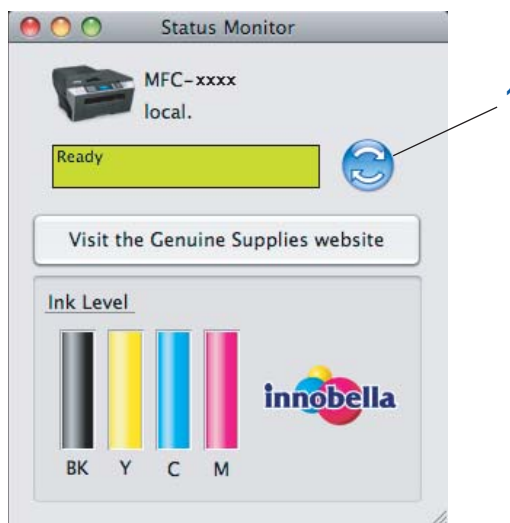 Status Monitor
MFC-xxxx
local.
1
Ready
Visit the Genuine Supplies website
Ink Level
innobella
BK Y C M